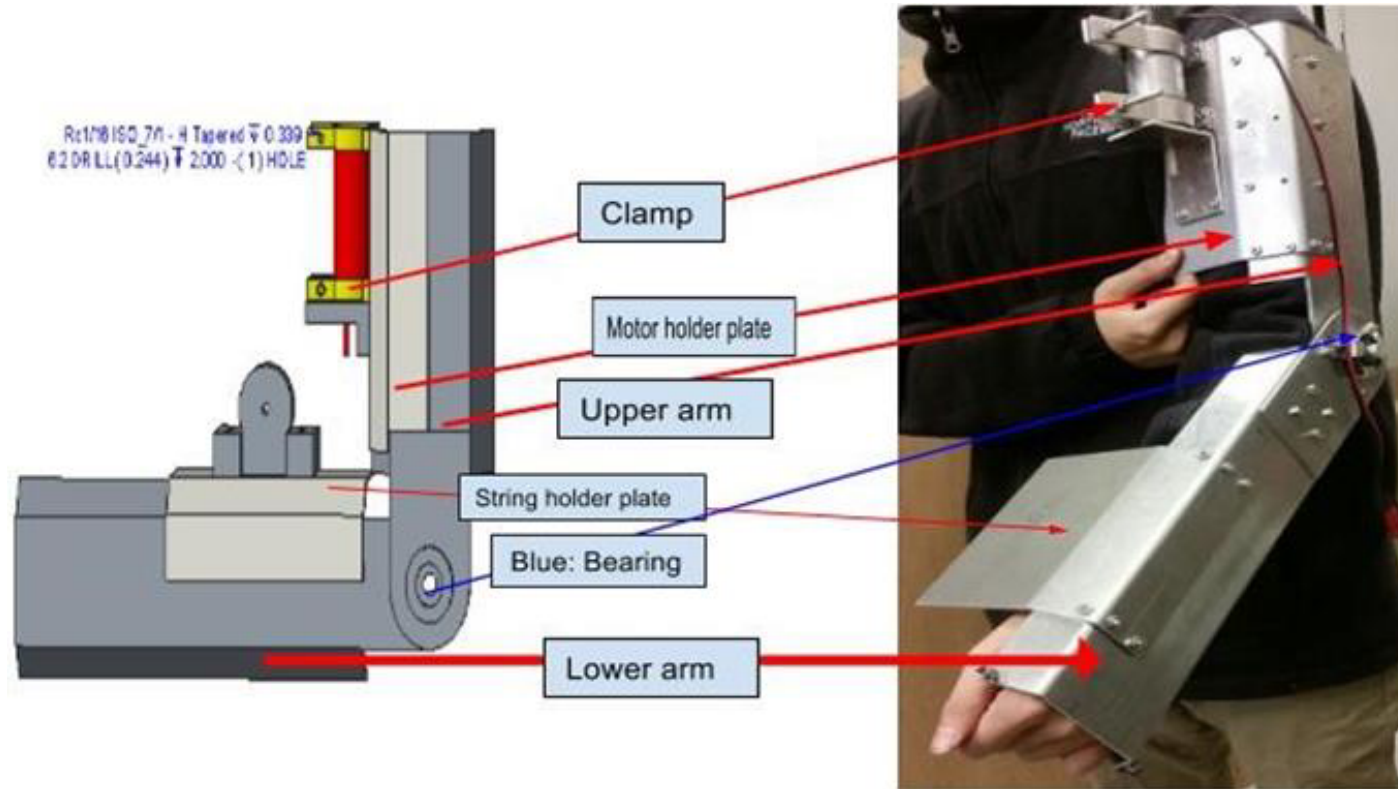 Rc1/16 ISO_7/1 - H Tapered ↧ 0.339
6.2 DRILL(0.244) ↧ 2.000 -( 1) HOLE
Clamp
Motor holder plate
Upper arm
String holder plate
Blue: Bearing
Lower arm